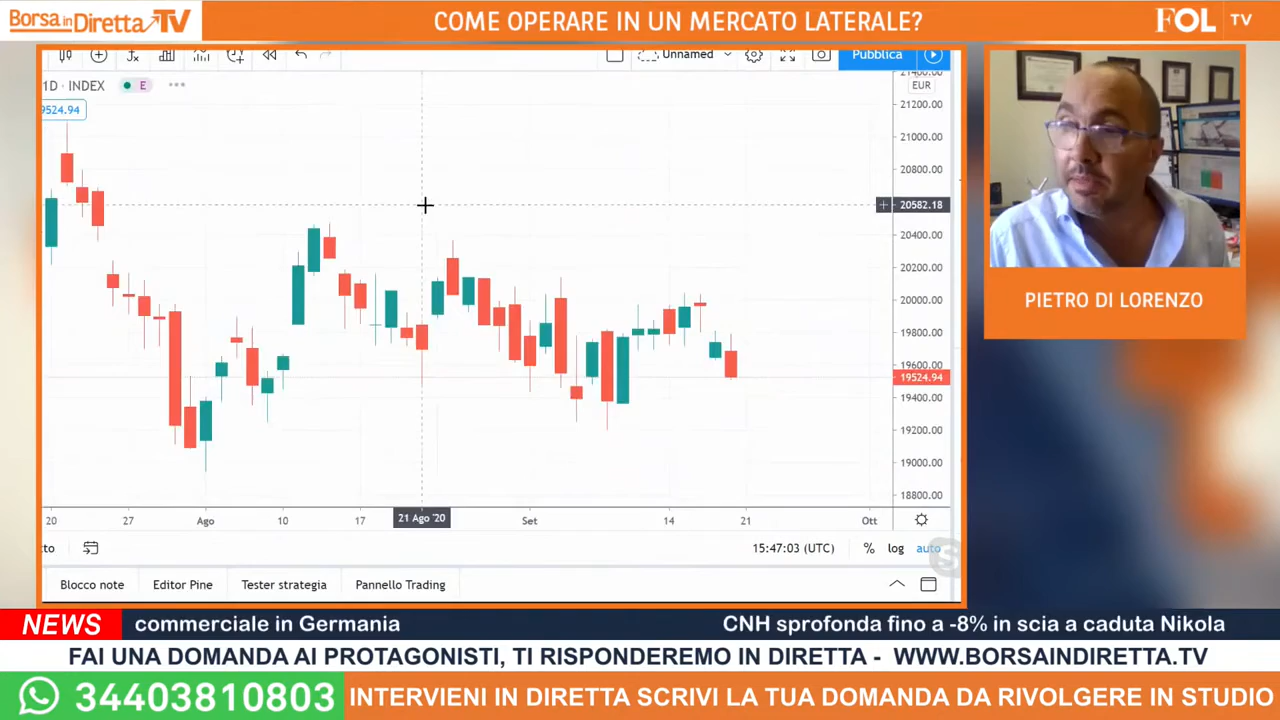 Borsa in Diretta TV
COME OPERARE IN UN MERCATO LATERALE?
FOL TV
Unnamed
Pubblica
1D · INDEX
E
EUR
9524.94
21400.00
21200.00
21000.00
20800.00
20582.18
20400.00
20200.00
20000.00
19800.00
19600.00
19524.94
19400.00
19200.00
19000.00
18800.00
20
27
Ago
10
17
21 Ago '20
Set
14
21
Ott
to
15:47:03 (UTC)
%
log
auto
Blocco note
Editor Pine
Tester strategia
Pannello Trading
PIETRO DI LORENZO
NEWS
commerciale in Germania
CNH sprofonda fino a -8% in scia a caduta Nikola
FAI UNA DOMANDA AI PROTAGONISTI, TI RISPONDEREMO IN DIRETTA - WWW.BORSAINDIRETTA.TV
34403810803
INTERVIENI IN DIRETTA SCRIVI LA TUA DOMANDA DA RIVOLGERE IN STUDIO